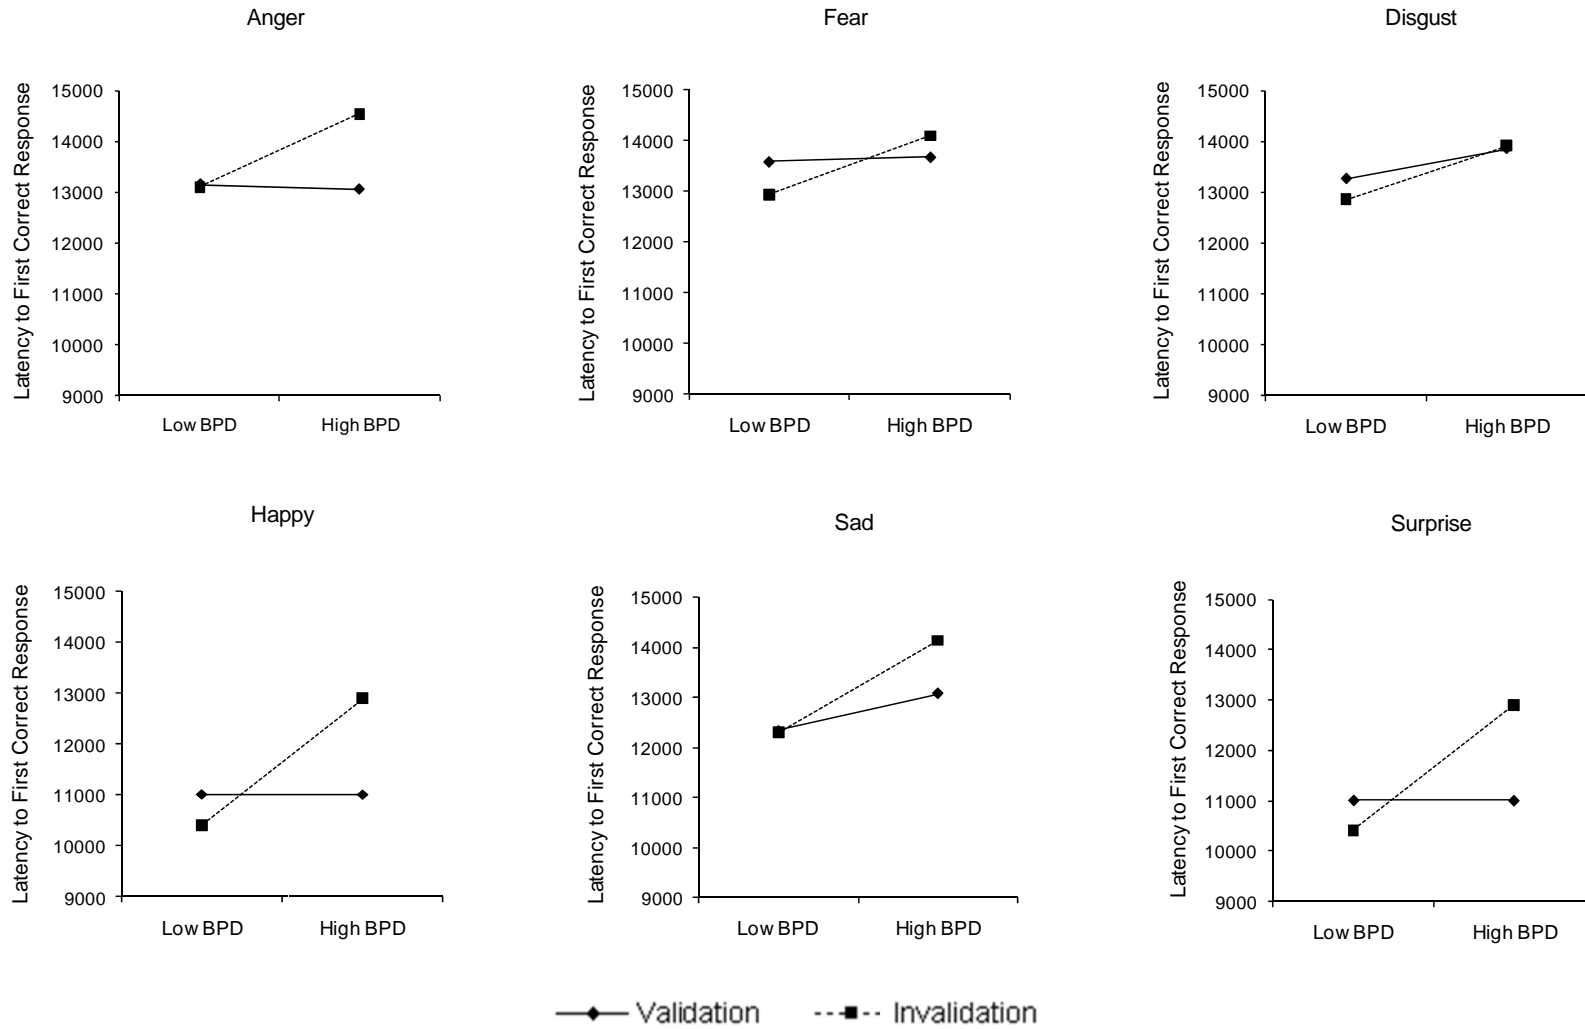 Anger
Fear
Disgust
Latency to First Correct Response
15000
14000
13000
12000
11000
10000
9000
Low BPD
High BPD
Latency to First Correct Response
15000
14000
13000
12000
11000
10000
9000
Low BPD
High BPD
Latency to First Correct Response
15000
14000
13000
12000
11000
10000
9000
Low BPD
High BPD
Happy
Sad
Surprise
Latency to First Correct Response
15000
14000
13000
12000
11000
10000
9000
Low BPD
High BPD
Latency to First Correct Response
15000
14000
13000
12000
11000
10000
9000
Low BPD
High BPD
Latency to First Correct Response
15000
14000
13000
12000
11000
10000
9000
Low BPD
High BPD
Validation
Invalidation